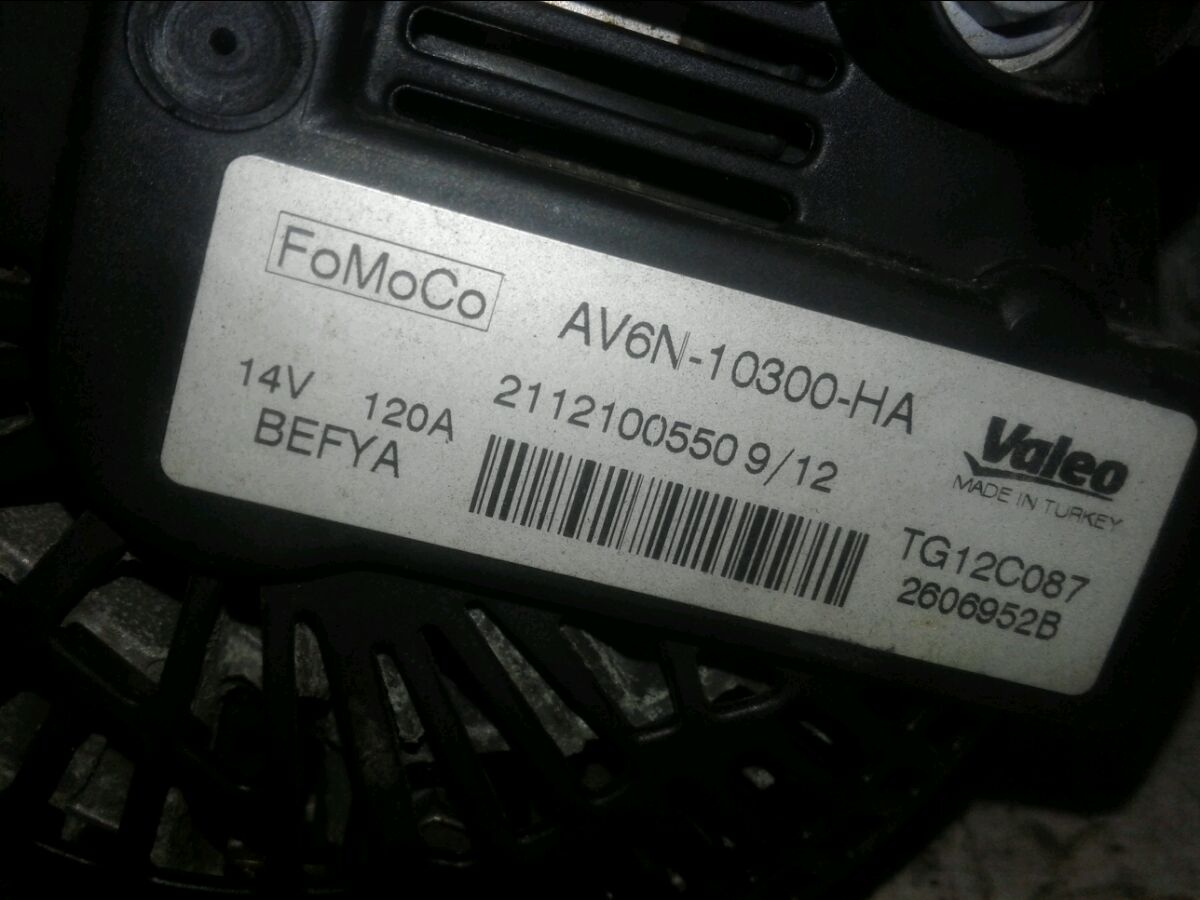 FoMoCo
AV6N-10300-HA
14V 120A
2112100550 9/12
BEFYA
Valeo
MADE IN TURKEY
TG12C087
2606952B